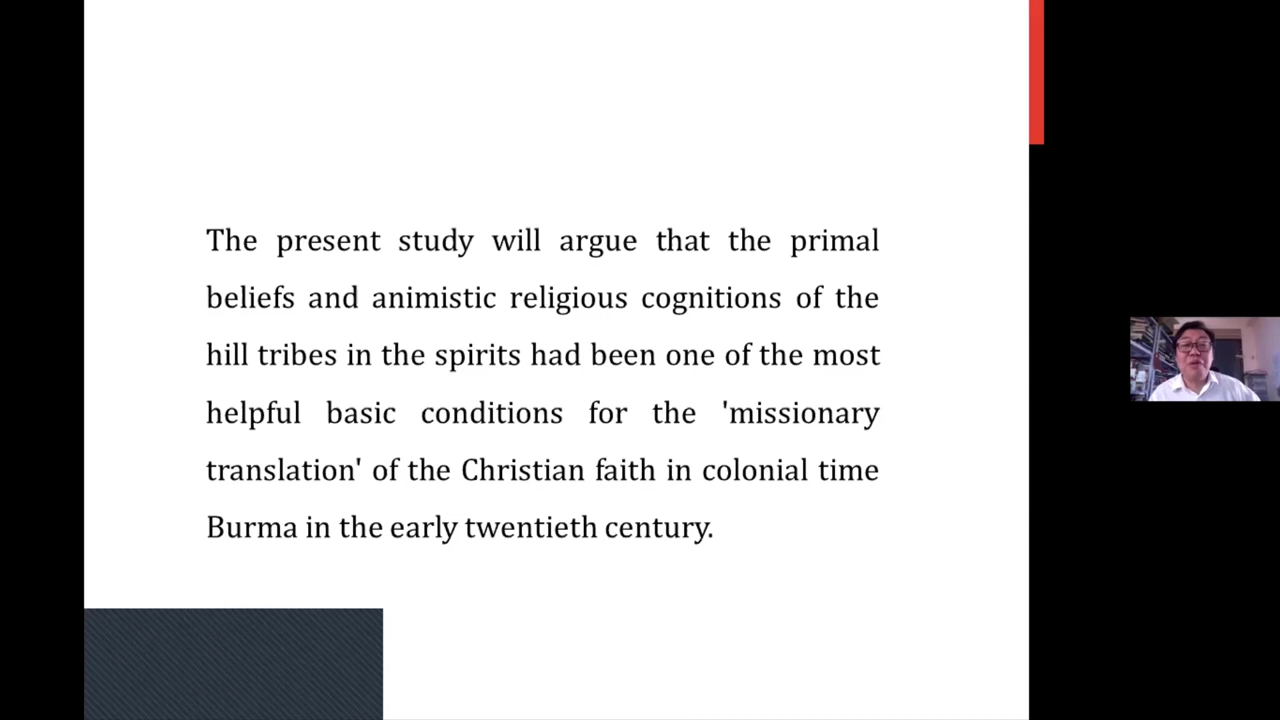 The present study will argue that the primal
beliefs and animistic religious cognitions of the
hill tribes in the spirits had been one of the most
helpful basic conditions for the 'missionary
translation' of the Christian faith in colonial time
Burma in the early twentieth century.